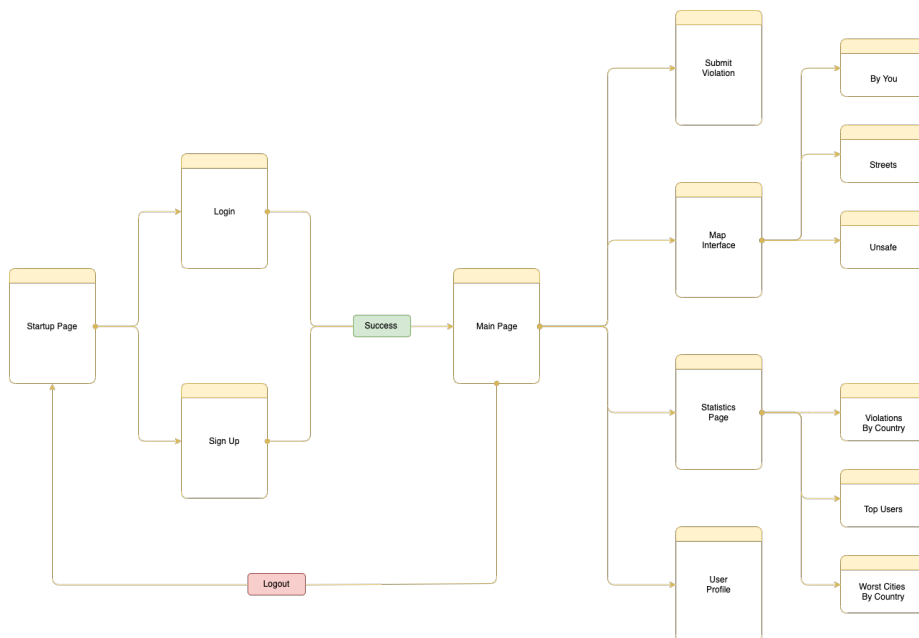 Submit
Violation
By You
Streets
Login
Map
Interface
Unsafe
Startup Page
Success
Main Page
Sign Up
Statistics
Page
Violations
By Country
Top Users
Logout
User
Profile
Worst Cities
By Country